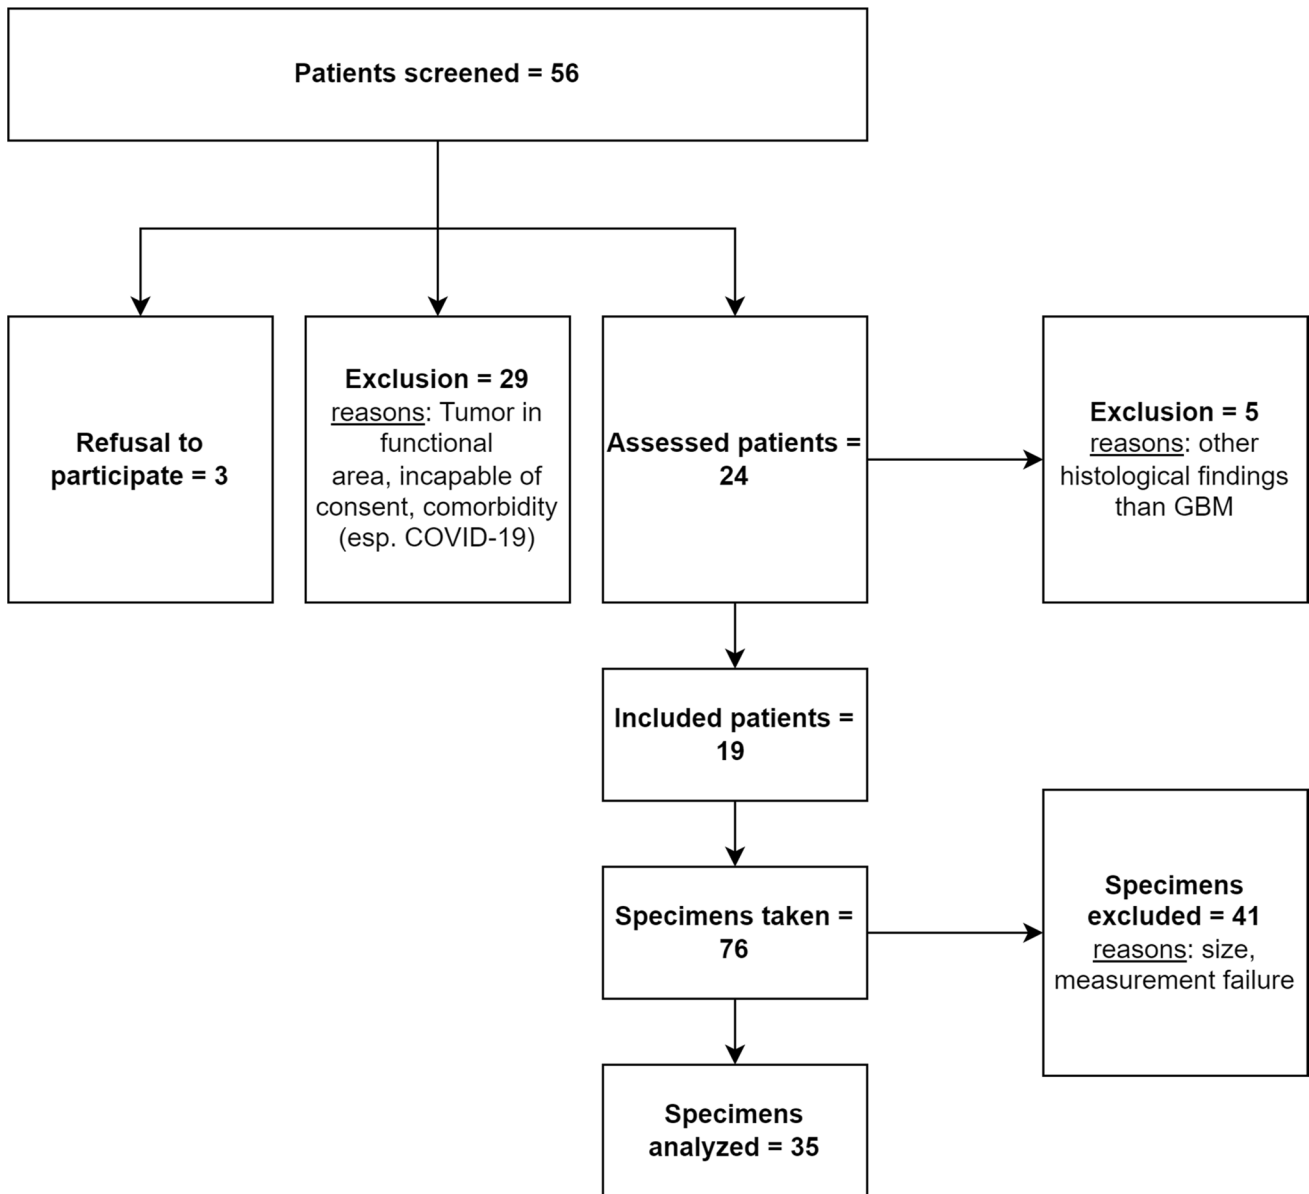 Patients screened = 56
Refusal to
participate = 3
Exclusion = 29
reasons: Tumor in
functional
area, incapable of
consent, comorbidity
(esp. COVID-19)
Assessed patients =
24
Exclusion = 5
reasons: other
histological findings
than GBM
Included patients =
19
Specimens taken =
76
Specimens
excluded = 41
reasons: size,
measurement failure
Specimens
analyzed = 35